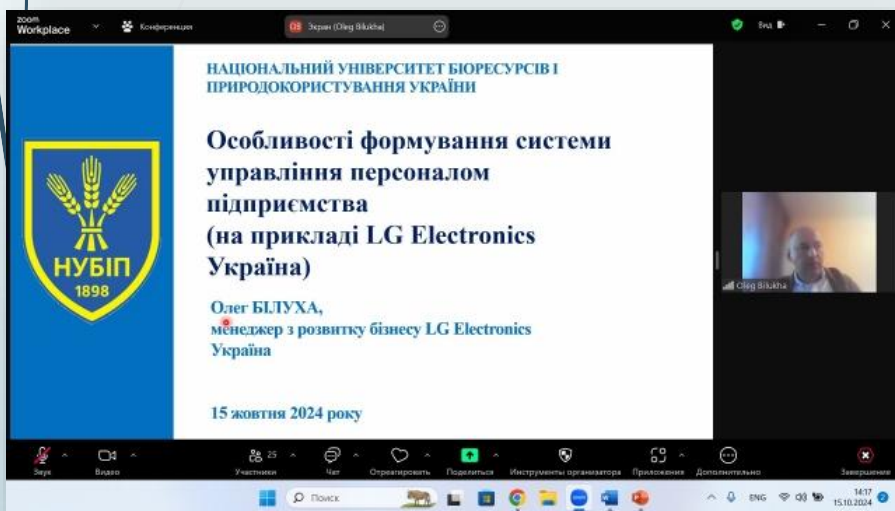 zoom
Workplace
Конференция
OB Экран (Oleg Bilukha)
Вид
НАЦІОНАЛЬНИЙ УНІВЕРСИТЕТ БІОРЕСУРСІВ І
ПРИРОДОКОРИСТУВАННЯ УКРАЇНИ
Особливості формування системи
управління персоналом
підприємства
(на прикладі LG Electronics
Україна)
НУБІП
1898
Олег БІЛУХА,
менеджер з розвитку бізнесу LG Electronics
Україна
15 жовтня 2024 року
Oleg Bilukha
25
Звук
Видео
Участники
Чат
Отреагировать
Поделиться
Инструменты организатора
Приложения
Дополнительно
Завершение
Поиск
ENG
14:17
15.10.2024